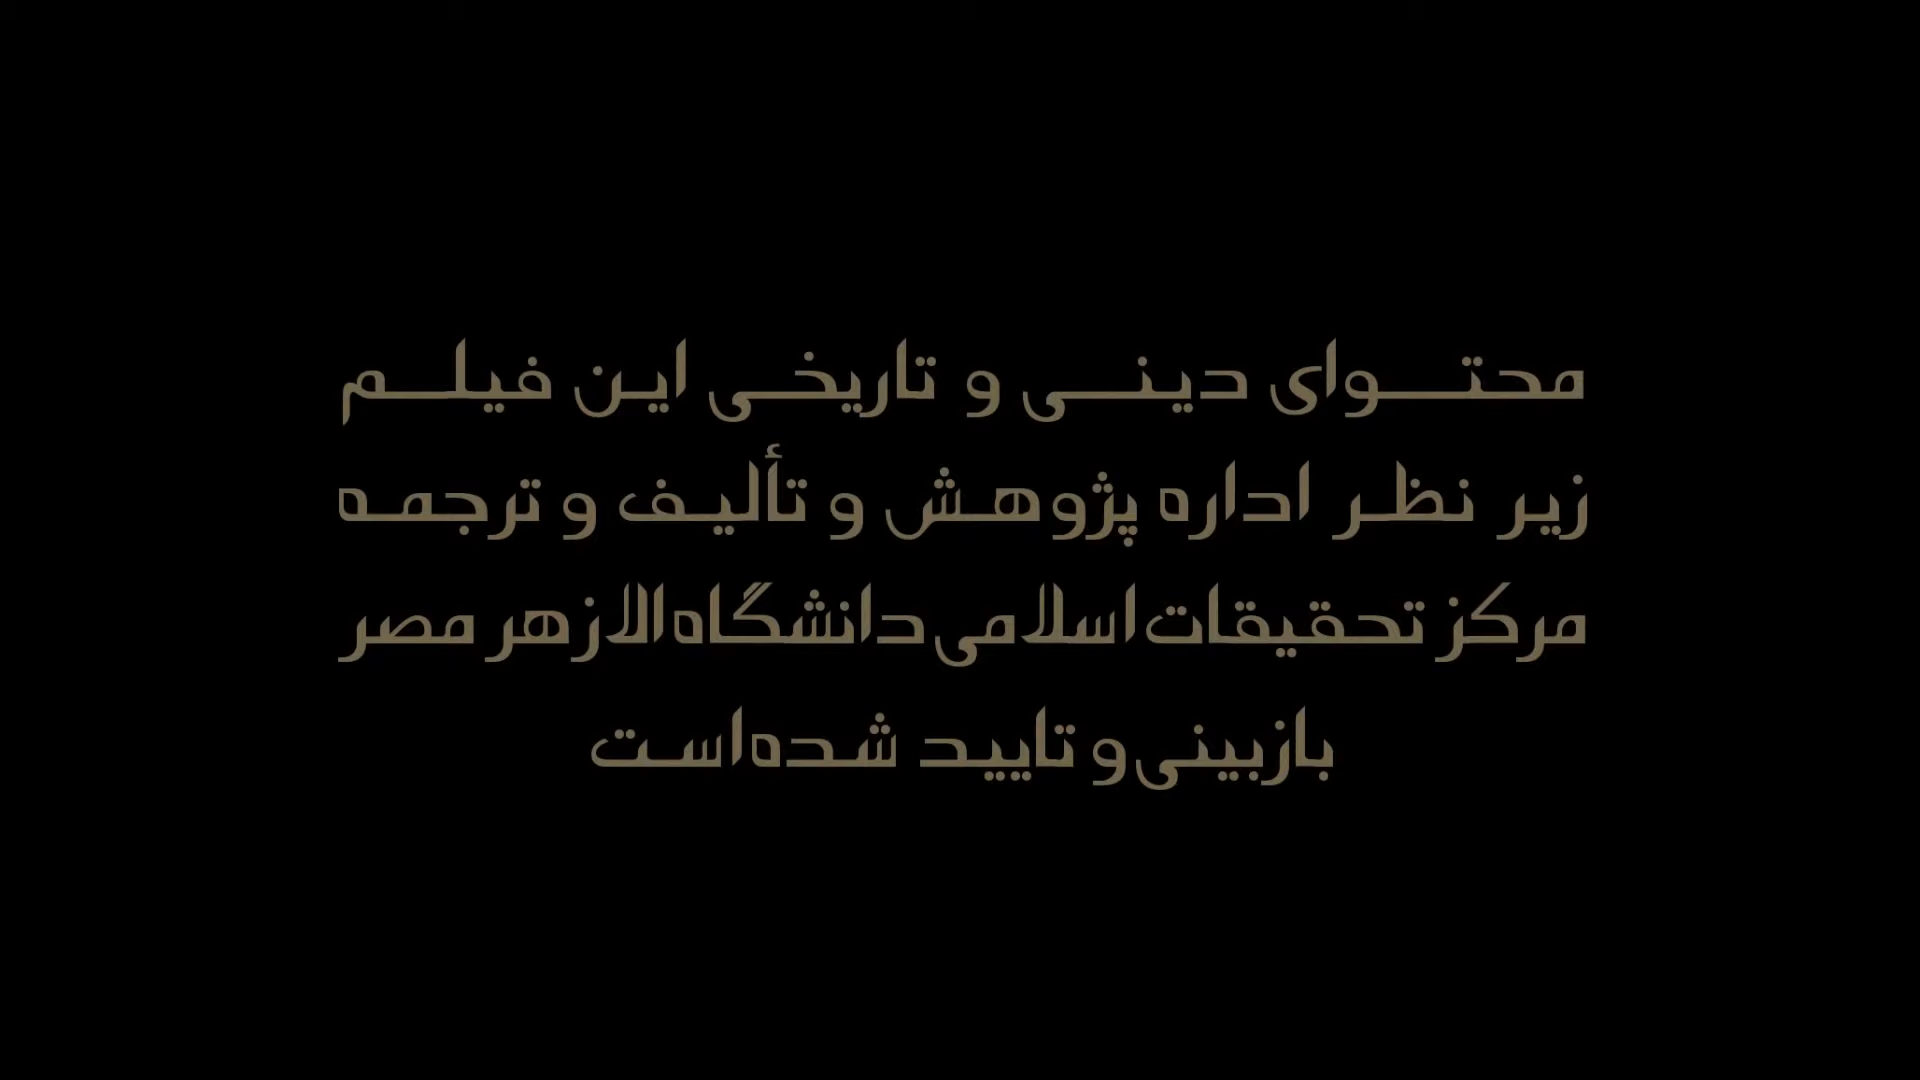 محتوای دینی و تاریخی این فیلم
زیر نظر اداره پژوهش و تألیف و ترجمه
مرکز تحقیقات اسلامی دانشگاه الازهر مصر
بازبینی و تایید شده است